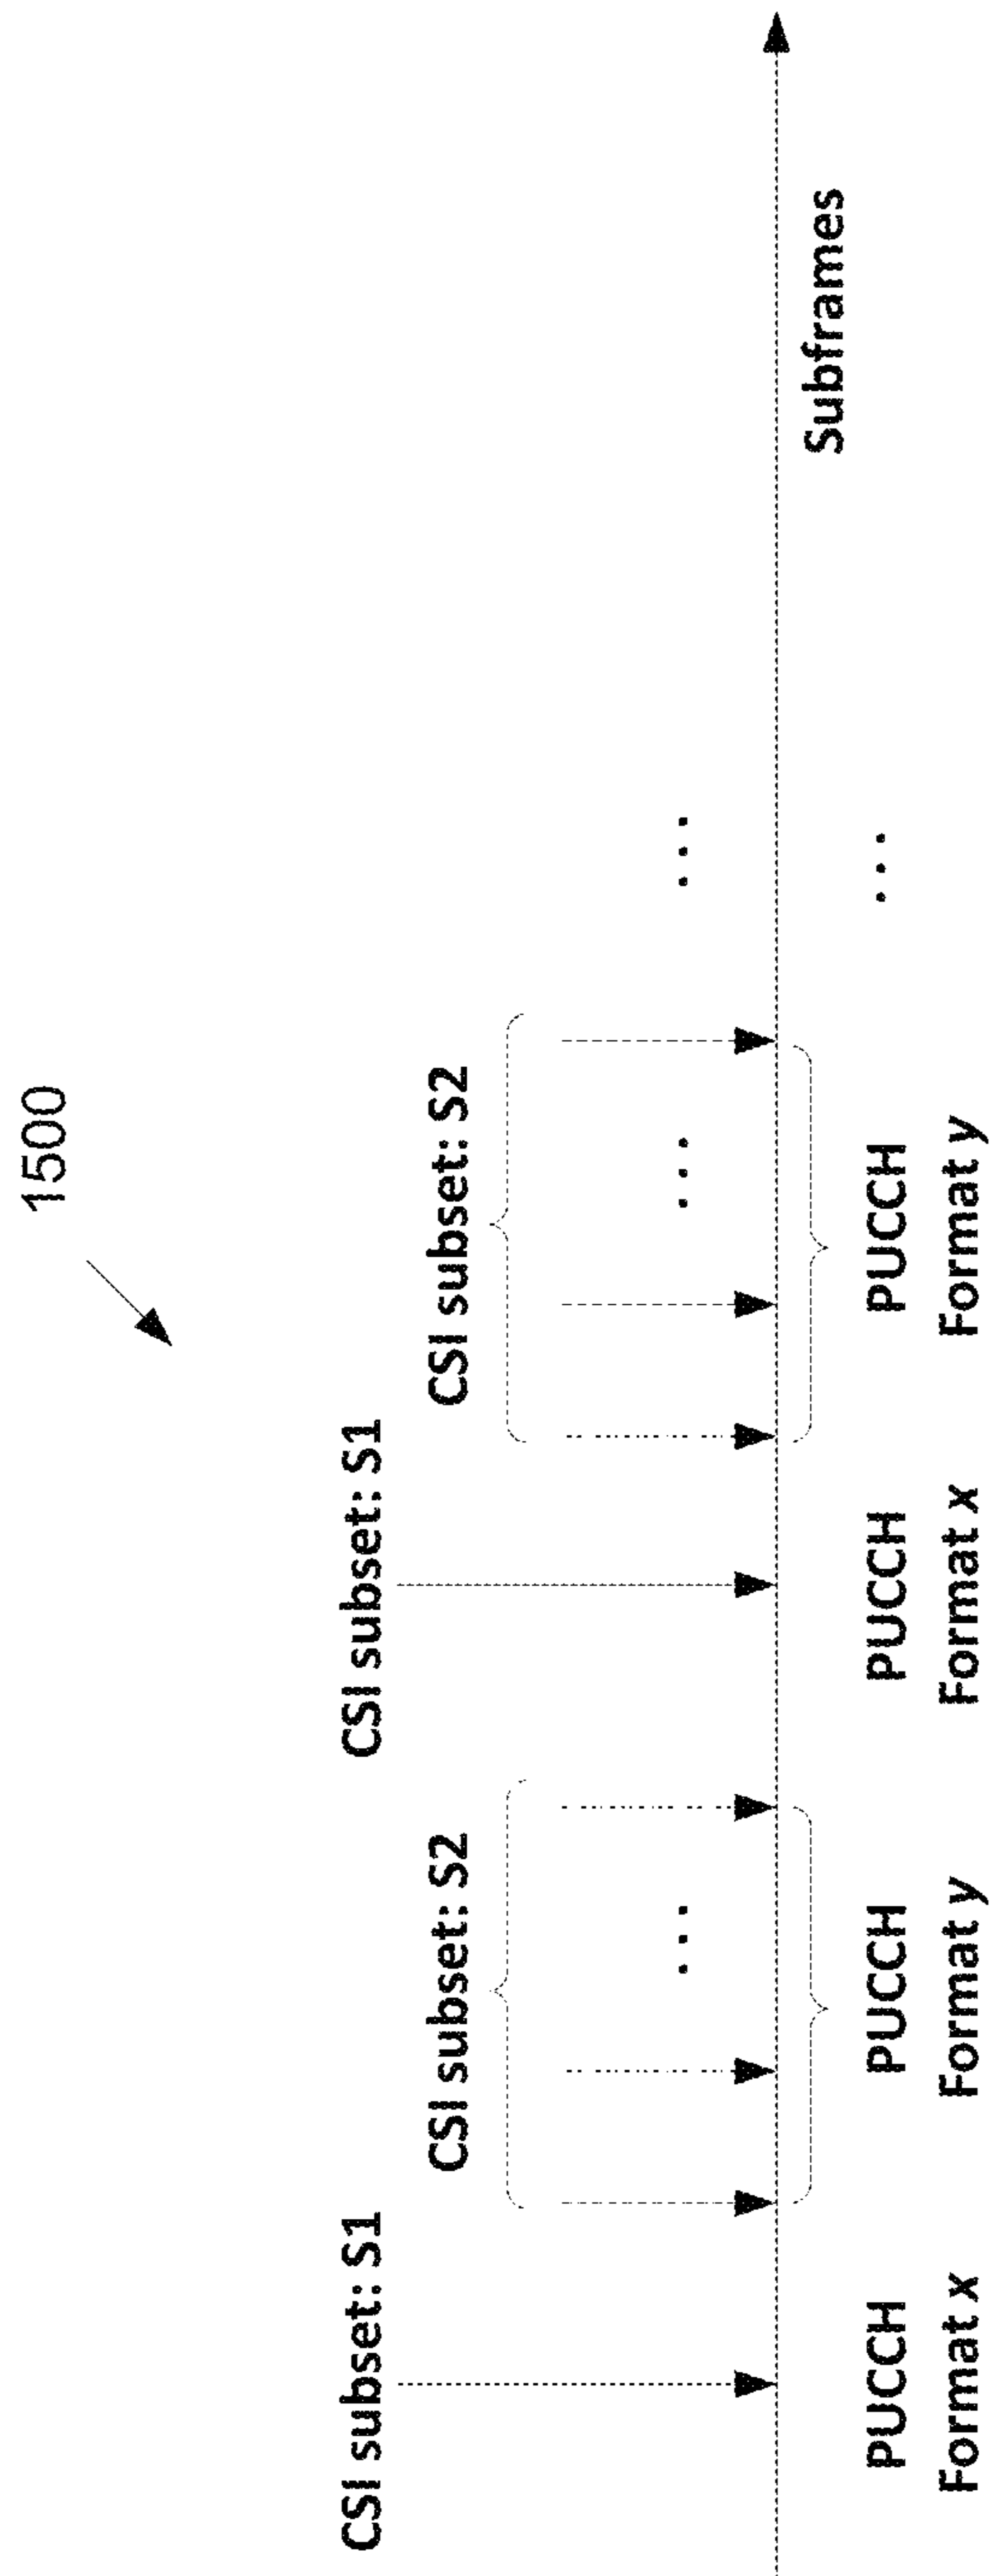 1500
CSI subset: S1
CSI subset: S2
CSI subset: S1
CSI subset: S2
...
...
...
...
Subframes
PUCCH
Format x
PUCCH
Format y
PUCCH
Format x
PUCCH
Format y